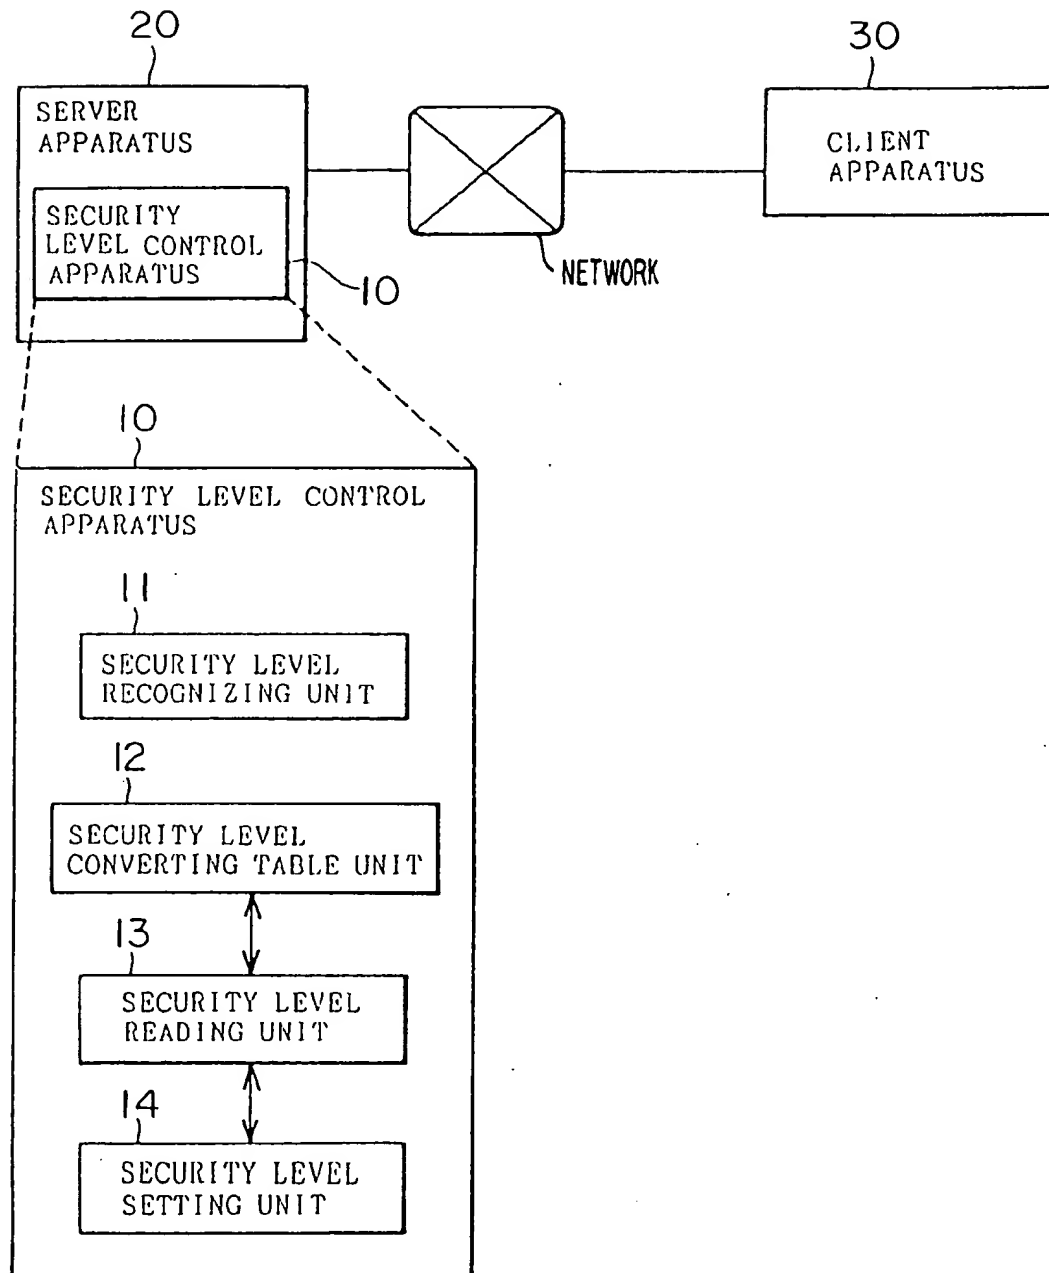 20
30
SERVER
APPARATUS
CLIENT
APPARATUS
SECURITY
LEVEL CONTROL
APPARATUS
10
NETWORK
10
SECURITY LEVEL CONTROL
APPARATUS
11
SECURITY LEVEL
RECOGNIZING UNIT
12
SECURITY LEVEL
CONVERTING TABLE UNIT
13
SECURITY LEVEL
READING UNIT
14
SECURITY LEVEL
SETTING UNIT